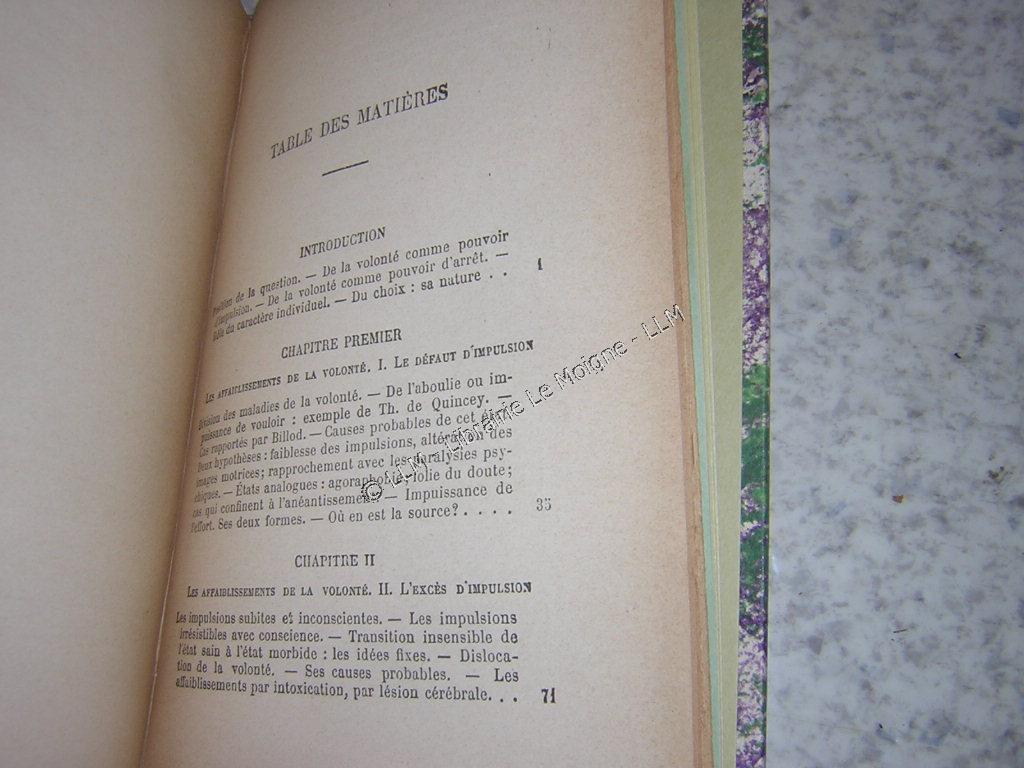 TABLE DES MATIÈRES
INTRODUCTION
Position de la question. — De la volonté comme pouvoir
d'impulsion. — De la volonté comme pouvoir d'arrêt. —
Rôle du caractère individuel. — Du choix : sa nature . . 1
CHAPITRE PREMIER
LES AFFAIBLISSEMENTS DE LA VOLONTÉ. I. LE DÉFAUT D'IMPULSION
Division des maladies de la volonté. — De l'aboulie ou im-
puissance de vouloir : exemple de Th. de Quincey. —
Cas rapportés par Billod. — Causes probables de cet état.
Deux hypothèses : faiblesse des impulsions, altération des
images motrices; rapprochement avec les paralysies psy-
chiques. — États analogues : agoraphobie, folie du doute;
cas qui confinent à l'anéantissement. — Impuissance de
l'effort. Ses deux formes. — Où en est la source? . . . . 35
CHAPITRE II
LES AFFAIBLISSEMENTS DE LA VOLONTÉ. II. L'EXCÈS D'IMPULSION
Les impulsions subites et inconscientes. — Les impulsions
irrésistibles avec conscience. — Transition insensible de
l'état sain à l'état morbide : les idées fixes. — Disloca-
tion de la volonté. — Ses causes probables. — Les
affaiblissements par intoxication, par lésion cérébrale. . . 71
© LLM - Librairie Le Moigne - LLM